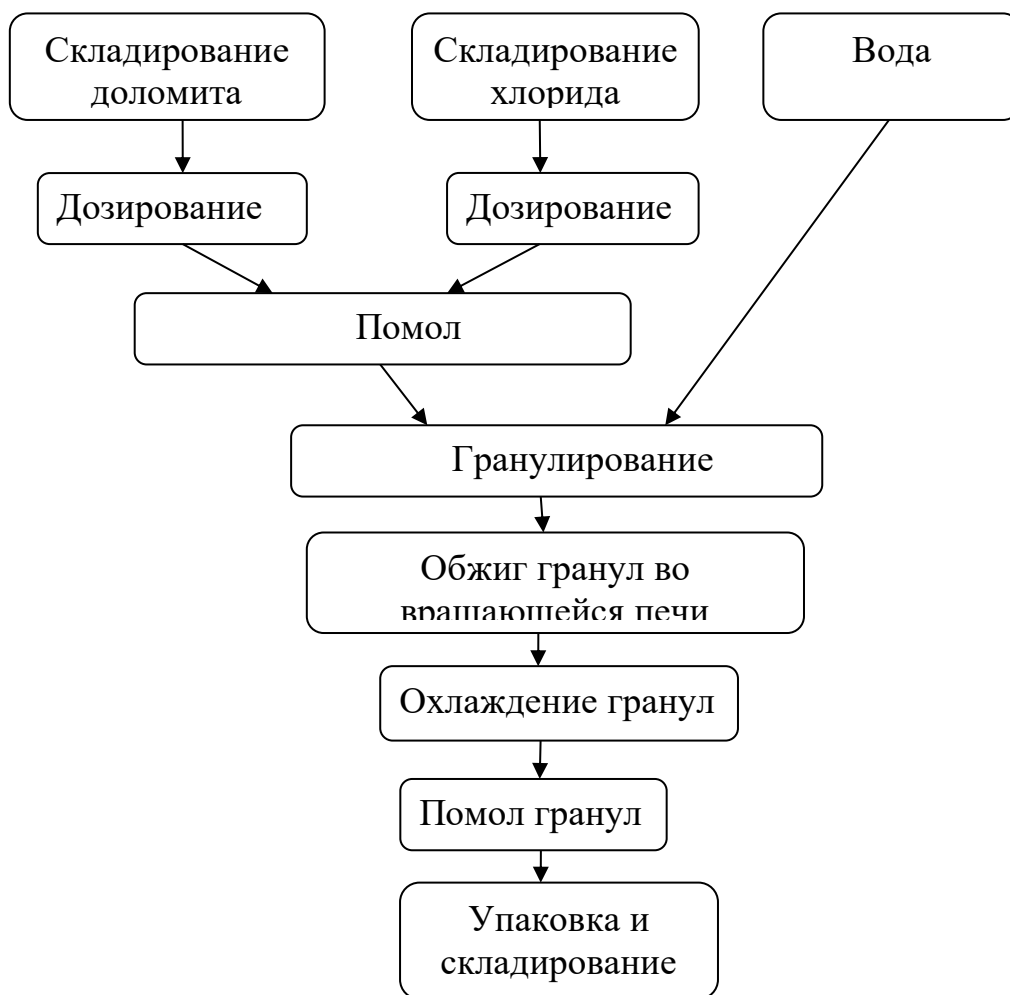 Складирование
доломита
Складирование
хлорида
Вода
Дозирование
Дозирование
Помол
Гранулирование
Обжиг гранул во
вращающейся печи
Охлаждение гранул
Помол гранул
Упаковка и
складирование